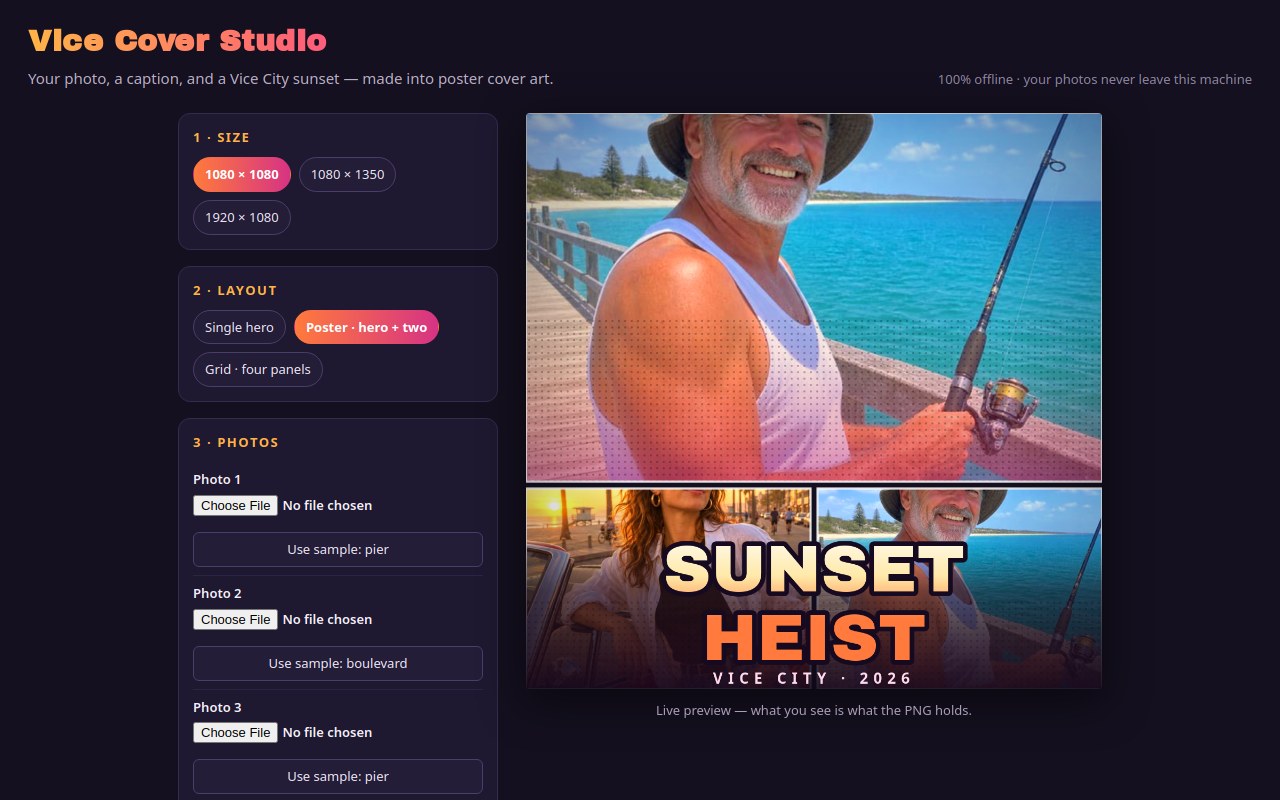 Vice Cover Studio
Your photo, a caption, and a Vice City sunset — made into poster cover art.
100% offline · your photos never leave this machine
1 · SIZE
1080 × 1080
1080 × 1350
1920 × 1080
2 · LAYOUT
Single hero
Poster · hero + two
Grid · four panels
3 · PHOTOS
Photo 1
Choose File No file chosen
Use sample: pier
Photo 2
Choose File No file chosen
Use sample: boulevard
Photo 3
Choose File No file chosen
Use sample: pier
SUNSET
HEIST
VICE CITY · 2026
Live preview — what you see is what the PNG holds.